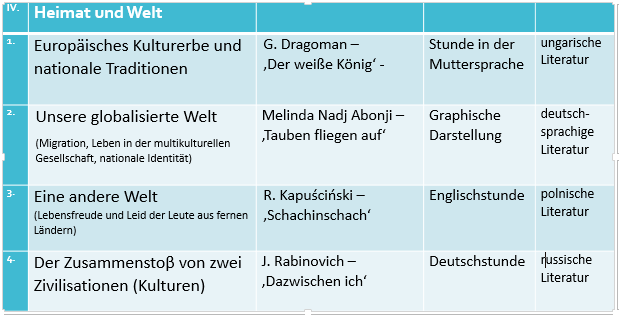 IV. Heimat und Welt
1. Europäisches Kulturerbe und
nationale Traditionen
G. Dragoman –
‚Der weiße König‘ -
Stunde in der
Muttersprache
ungarische
Literatur
2. Unsere globalisierte Welt
(Migration, Leben in der multikulturellen
Gesellschaft, nationale Identität)
Melinda Nadj Abonji –
‚Tauben fliegen auf‘
Graphische
Darstellung
deutsch-
sprachige
Literatur
3. Eine andere Welt
(Lebensfreude und Leid der Leute aus fernen
Ländern)
R. Kapuściński –
‚Schachinschach‘
Englischstunde
polnische
Literatur
4. Der Zusammenstoβ von zwei
Zivilisationen (Kulturen)
J. Rabinovich –
‚Dazwischen ich‘
Deutschstunde
russische
Literatur